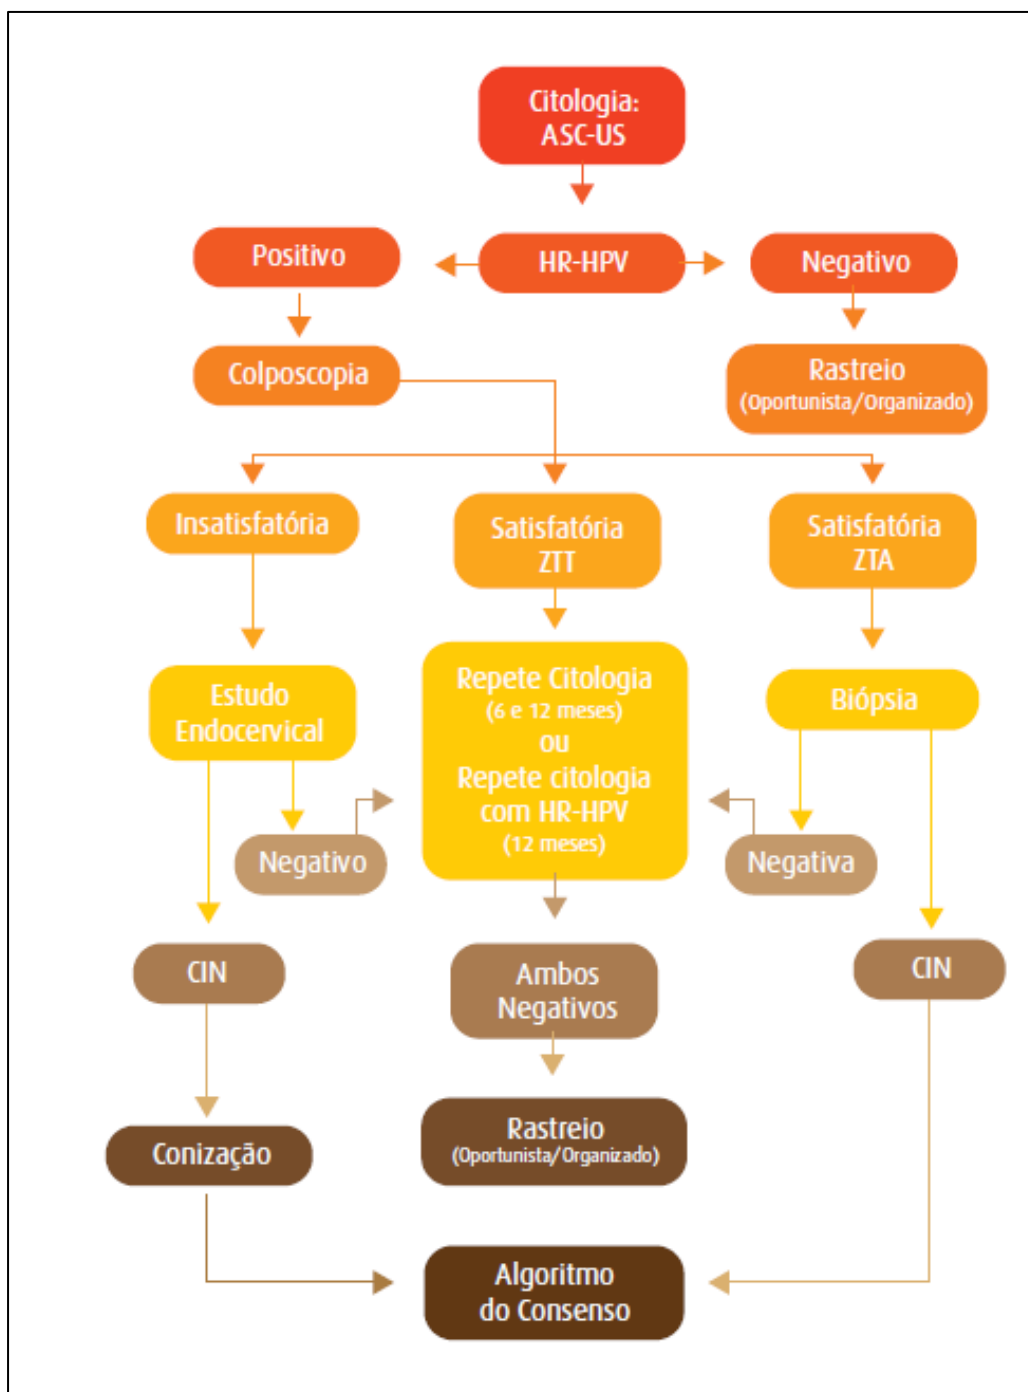 Citologia:
ASC-US
Positivo
HR-HPV
Negativo
Colposcopia
Rastreio
(Oportunista/Organizado)
Insatisfatória
Satisfatória
ZTT
Satisfatória
ZTA
Estudo
Endocervical
Repete Citologia
(6 e 12 meses)
ou
Repete citologia
com HR-HPV
(12 meses)
Biópsia
Negativo
Negativa
CIN
Ambos
Negativos
CIN
Conização
Rastreio
(Oportunista/Organizado)
Algoritmo
do Consenso